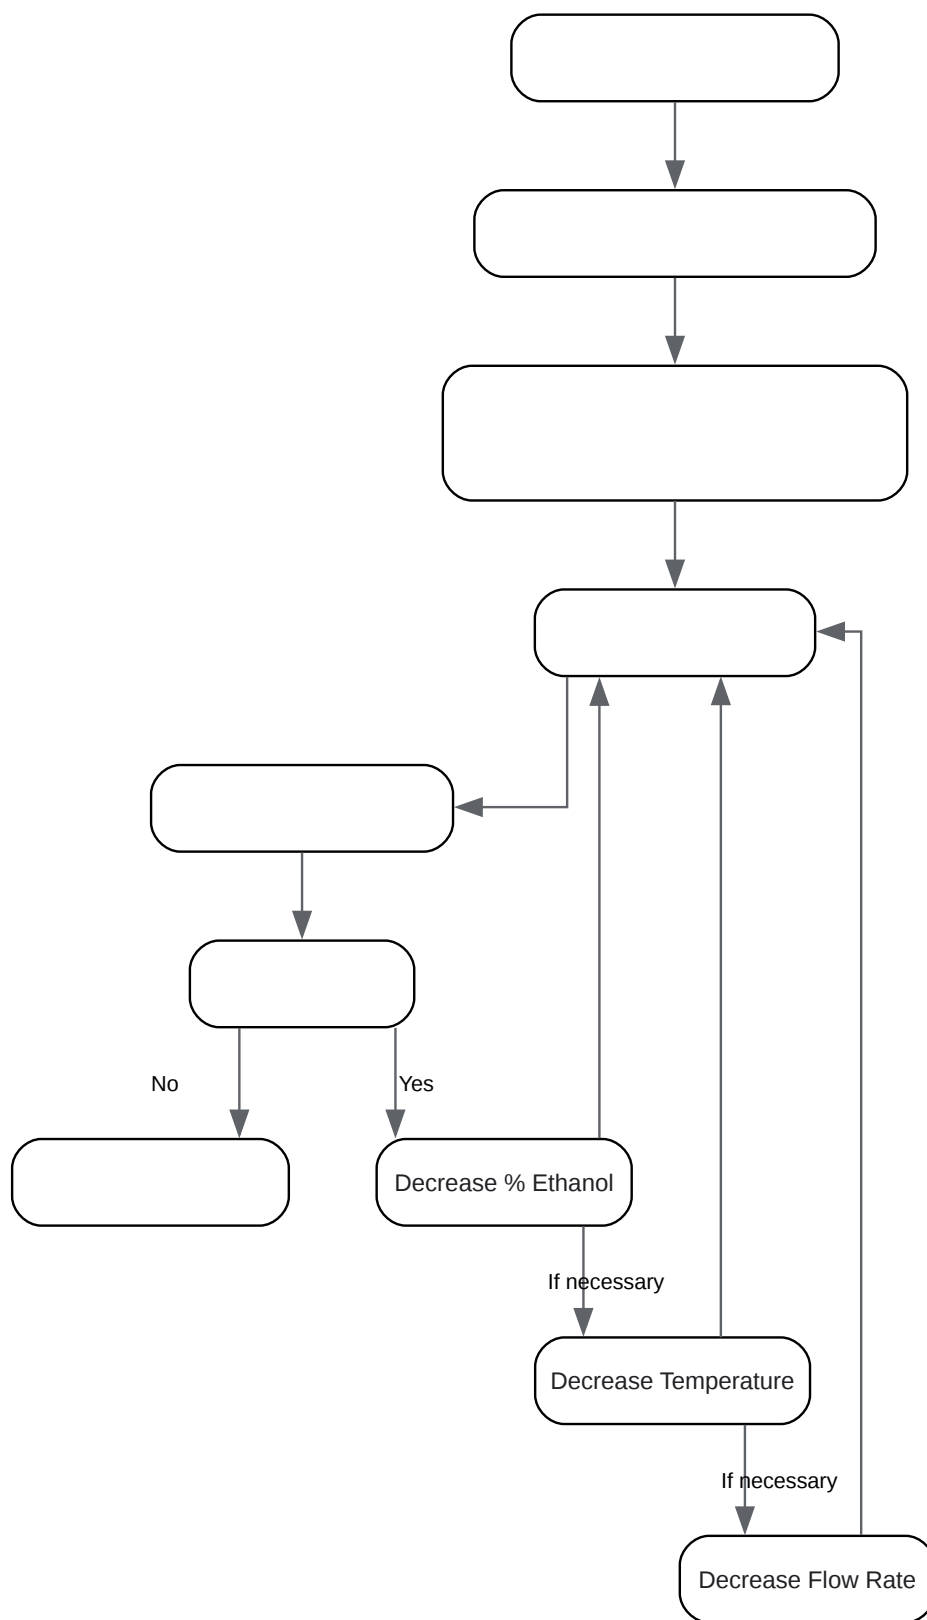 No
Yes
Decrease % Ethanol
If necessary
Decrease Temperature
If necessary
Decrease Flow Rate